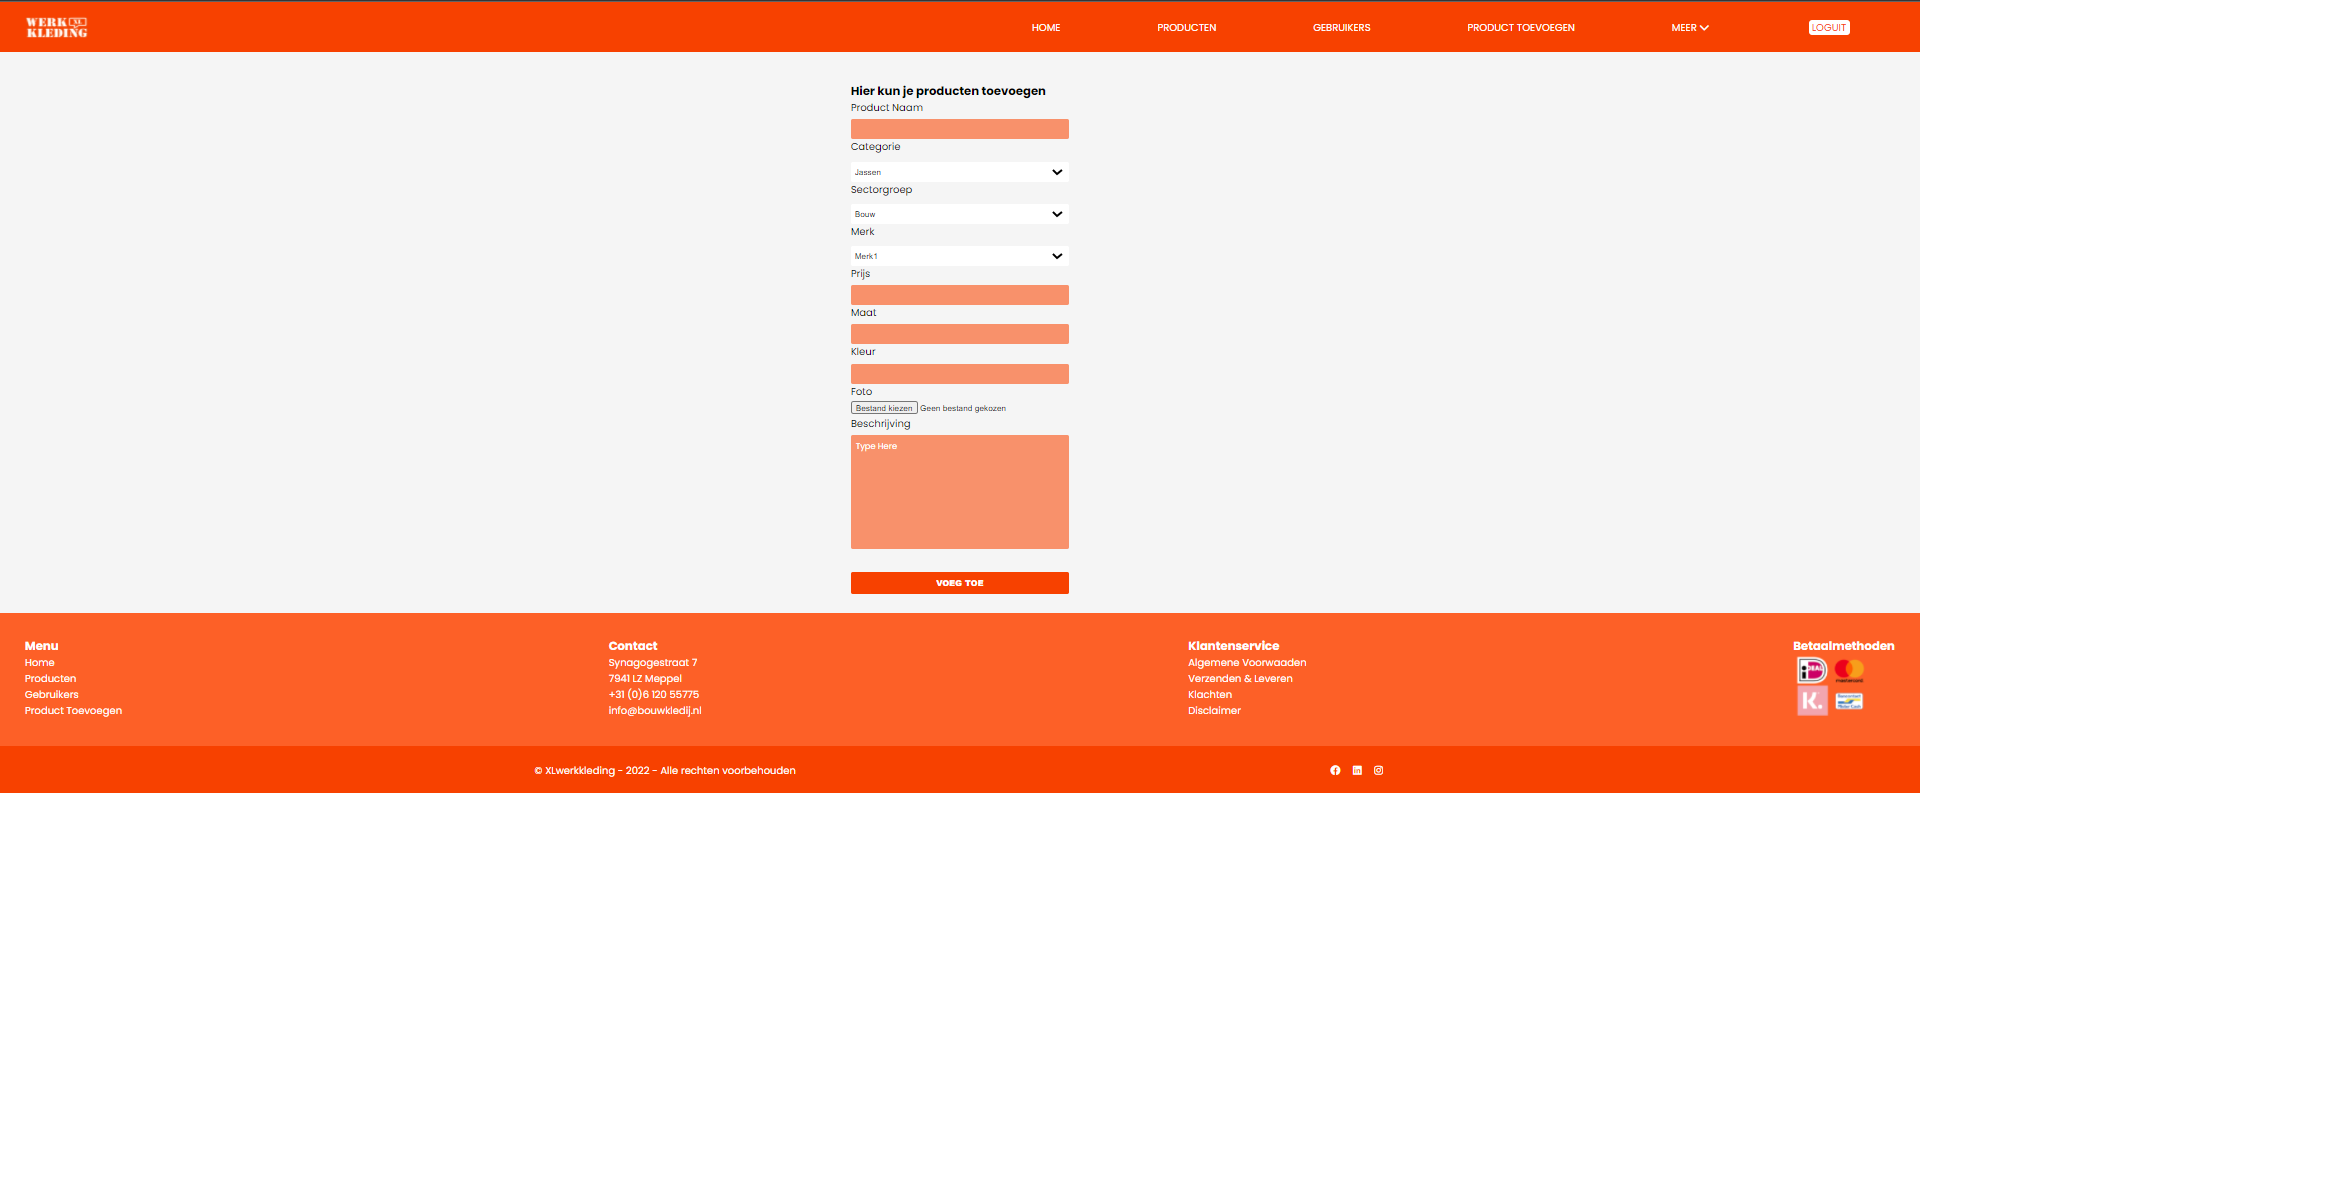 WERK XL
KLEDING
HOME PRODUCTEN GEBRUIKERS PRODUCT TOEVOEGEN MEER LOGUIT
Hier kun je producten toevoegen
Product Naam
Categorie
Jassen
Sectorgroep
Bouw
Merk
Merk1
Prijs
Maat
Kleur
Foto
Bestand kiezen Geen bestand gekozen
Beschrijving
Type Here
VOEG TOE
Menu
Home
Producten
Gebruikers
Product Toevoegen
Contact
Synagogestraat 7
7941 LZ Meppel
+31 (0)6 120 55775
info@bouwkledij.nl
Klantenservice
Algemene Voorwaaden
Verzenden & Leveren
Klachten
Disclaimer
Betaalmethoden
iDEAL
mastercard
K.
© XLwerkkleding - 2022 - Alle rechten voorbehouden